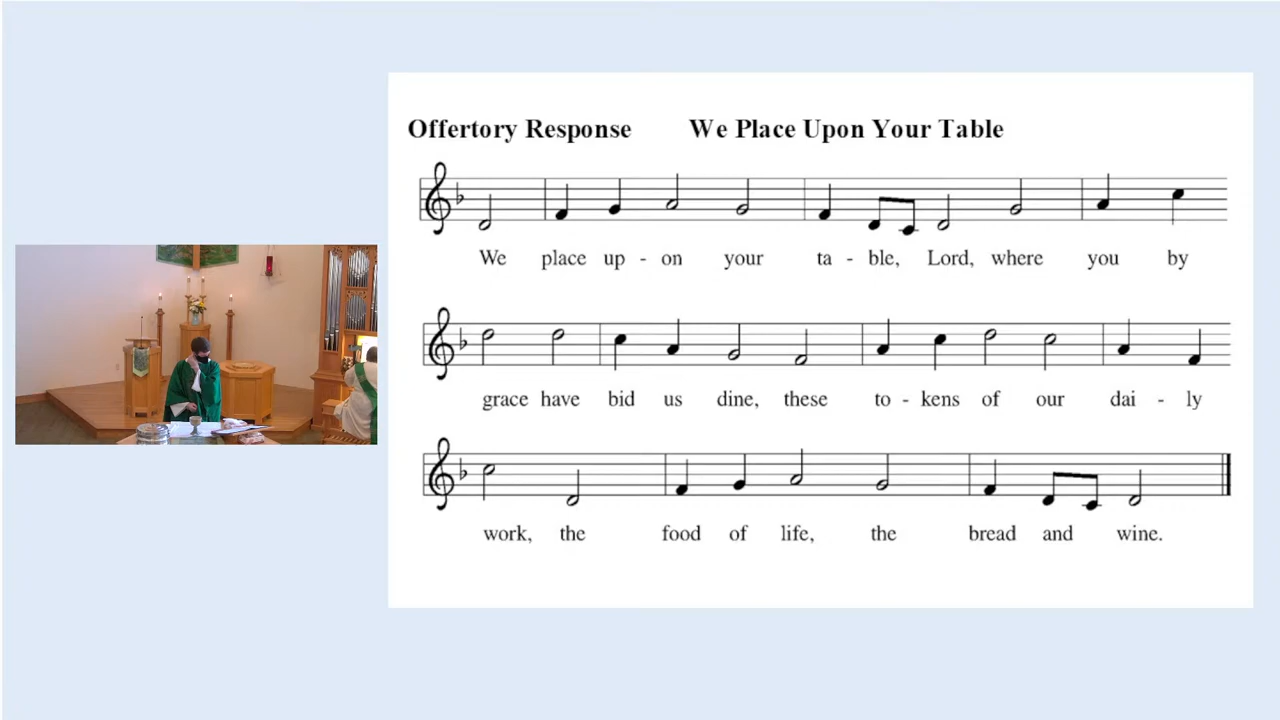 Offertory Response We Place Upon Your Table
We place up - on your ta - ble, Lord, where you by
grace have bid us dine, these to - kens of our dai - ly
work, the food of life, the bread and wine.